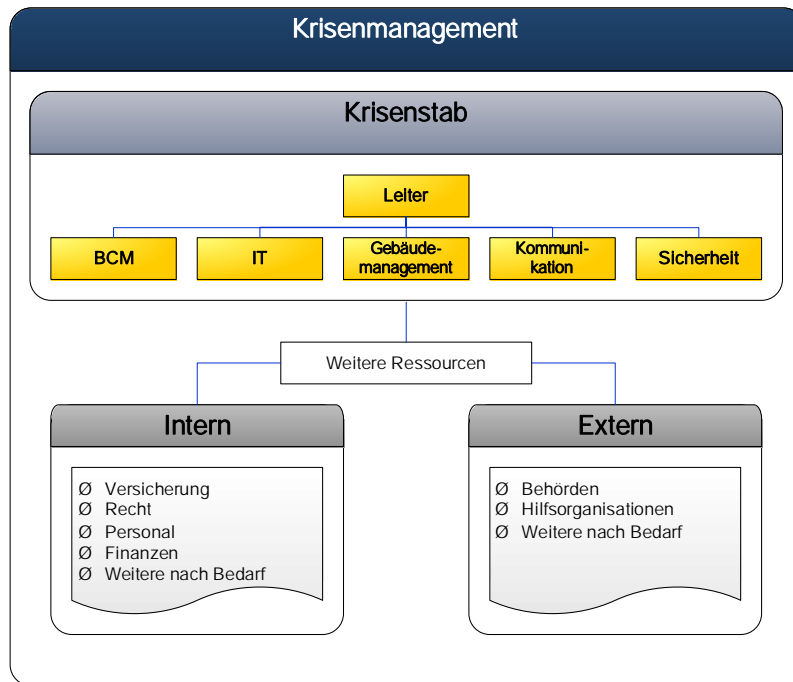 Krisenmanagement
Krisenstab
Leiter
BCM
IT
Gebäude-
management
Kommuni-
kation
Sicherheit
Weitere Ressourcen
Intern
Ø Versicherung
Ø Recht
Ø Personal
Ø Finanzen
Ø Weitere nach Bedarf
Extern
Ø Behörden
Ø Hilfsorganisationen
Ø Weitere nach Bedarf